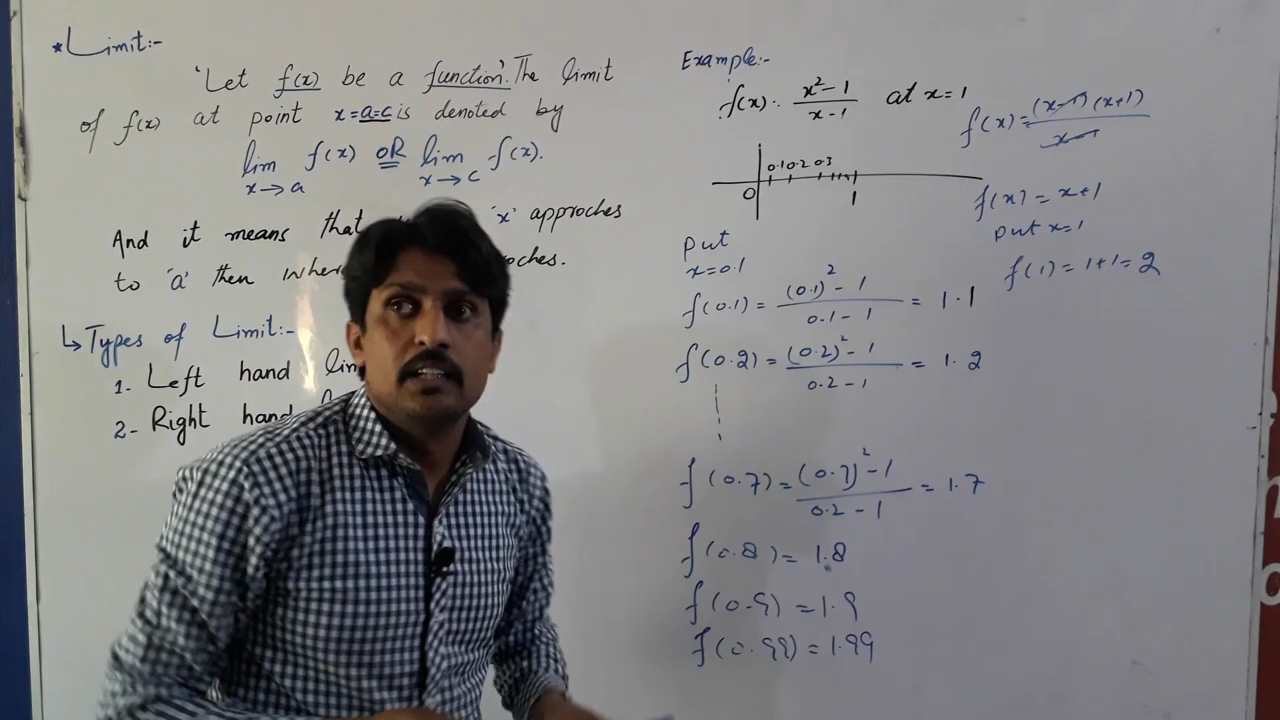 * Limit:-
'Let f(x) be a function'. The limit
of f(x) at point x=a=c is denoted by
lim f(x) OR lim f(x).
x→a x→c
And it means that 'x' approches
to 'a' then where oches.
↳ Types of Limit:-
1- Left hand lim
2- Right hand
Example:-
f(x) = x²-1 / x-1 at x=1
0.1 0.2 0.3
0 1
put
x=0.1
f(0.1) = (0.1)²-1 / 0.1-1 = 1.1
f(0.2) = (0.2)²-1 / 0.2-1 = 1.2
f(0.7) = (0.7)²-1 / 0.2-1 = 1.7
f(0.8) = 1.8
f(0.9) = 1.9
f(0.99) = 1.99
f(x) = (x-1)(x+1) / x-1
f(x) = x+1
put x=1
f(1) = 1+1 = 2